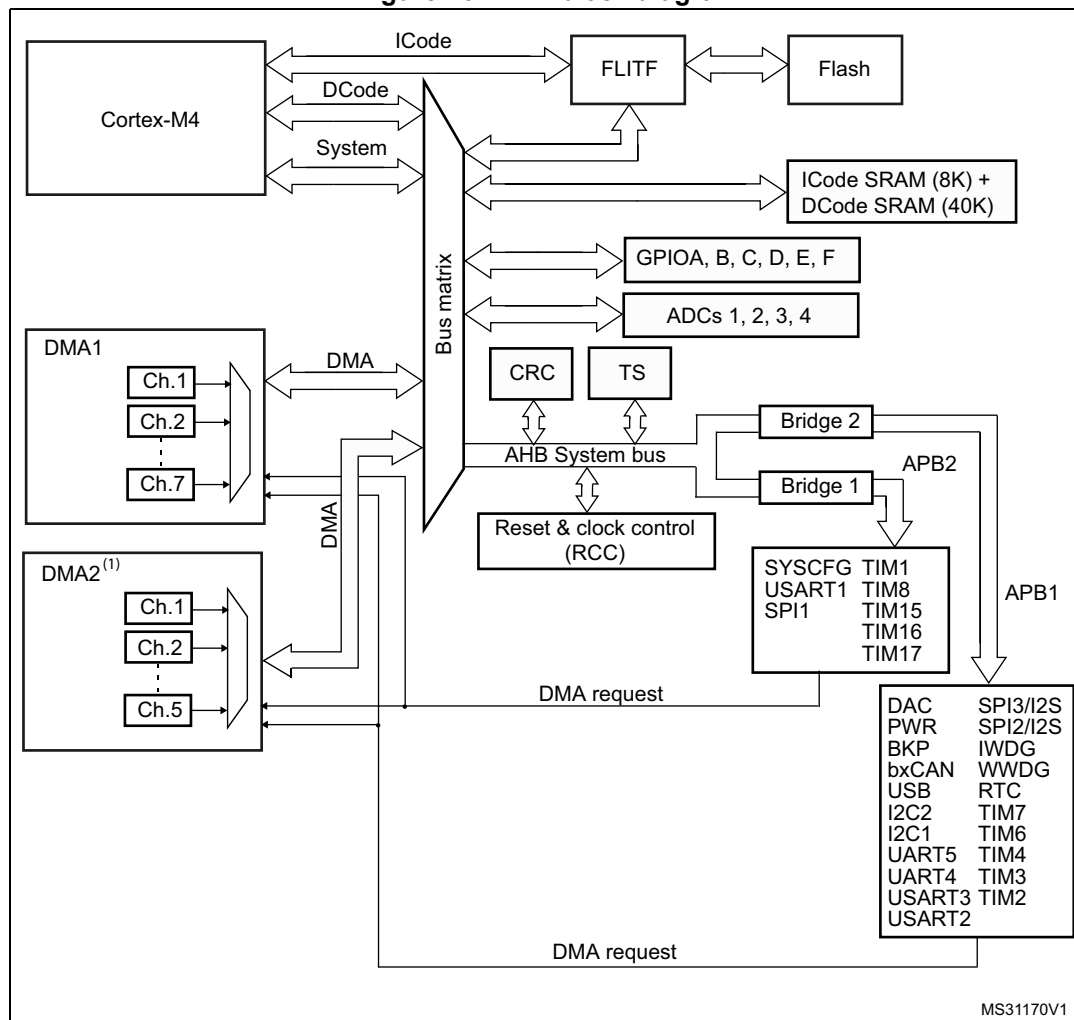 ICode
FLITF
Flash
Cortex-M4
DCode
System
ICode SRAM (8K) +
DCode SRAM (40K)
Bus matrix
GPIOA, B, C, D, E, F
ADCs 1, 2, 3, 4
DMA1
Ch.1
Ch.2
Ch.7
DMA
CRC
TS
Bridge 2
AHB System bus
APB2
Bridge 1
DMA
Reset & clock control
(RCC)
DMA2(1)
Ch.1
Ch.2
Ch.5
SYSCFG TIM1
USART1 TIM8
SPI1 TIM15
TIM16
TIM17
APB1
DMA request
DAC SPI3/I2S
PWR SPI2/I2S
BKP IWDG
bxCAN WWDG
USB RTC
I2C2 TIM7
I2C1 TIM6
UART5 TIM4
UART4 TIM3
USART3 TIM2
USART2
DMA request
MS31170V1